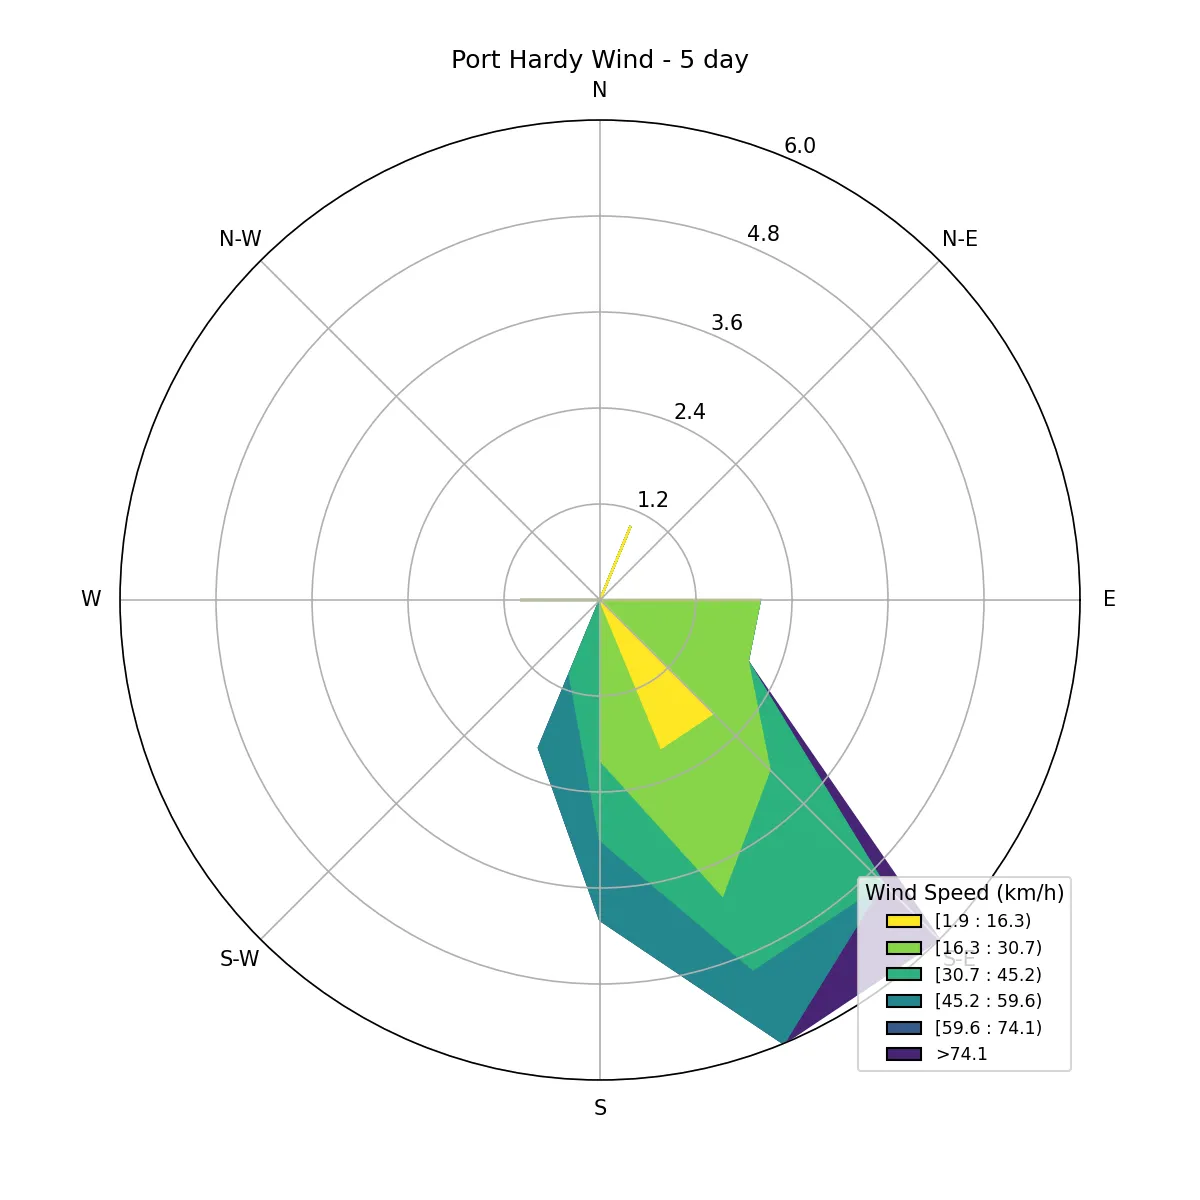 Port Hardy Wind - 5 day
N
6.0
N-W
N-E
4.8
3.6
2.4
1.2
W
E
Wind Speed (km/h)
[1.9 : 16.3)
[16.3 : 30.7)
[30.7 : 45.2)
[45.2 : 59.6)
[59.6 : 74.1)
>74.1
S-W
S-E
S